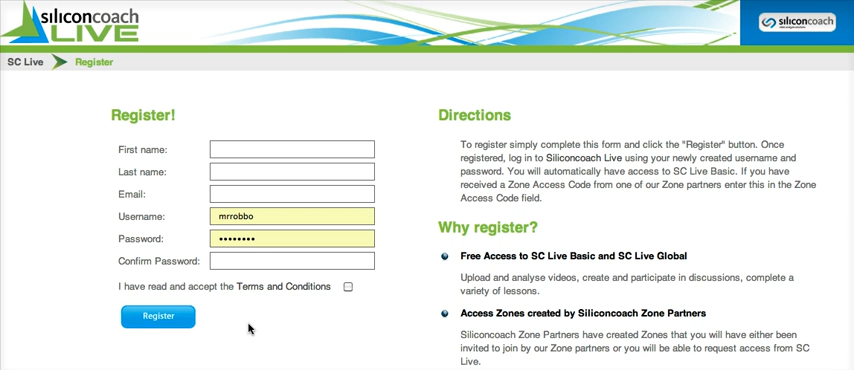 siliconcoach
LIVE
siliconcoach
SC Live
Register
Register!
First name:
Last name:
Email:
Username:
mrrobbo
Password:
••••••••
Confirm Password:
I have read and accept the Terms and Conditions
Register
Directions
To register simply complete this form and click the "Register" button. Once
registered, log in to Siliconcoach Live using your newly created username and
password. You will automatically have access to SC Live Basic. If you have
received a Zone Access Code from one of our Zone partners enter this in the Zone
Access Code field.
Why register?
Free Access to SC Live Basic and SC Live Global
Upload and analyse videos, create and participate in discussions, complete a
variety of lessons.
Access Zones created by Siliconcoach Zone Partners
Siliconcoach Zone Partners have created Zones that you will have either been
invited to join by our Zone partners or you will be able to request access from SC
Live.